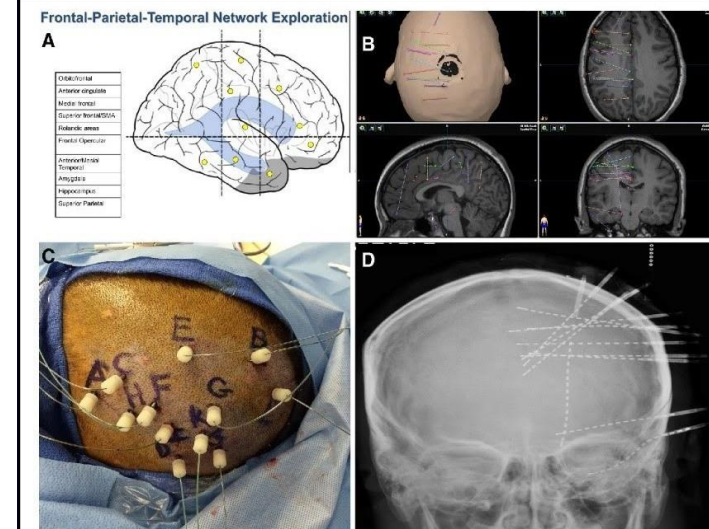 Frontal-Parietal-Temporal Network Exploration
A
Orbitofrontal
Anterior cingulate
Medial frontal
Superior frontal/SMA
Rolandic areas
Frontal Opercular
Anterior/Mesial
Temporal
Amygdala
Hippocampus
Superior Parietal
B
C
E
B
A
C
H
F
G
K
D
D